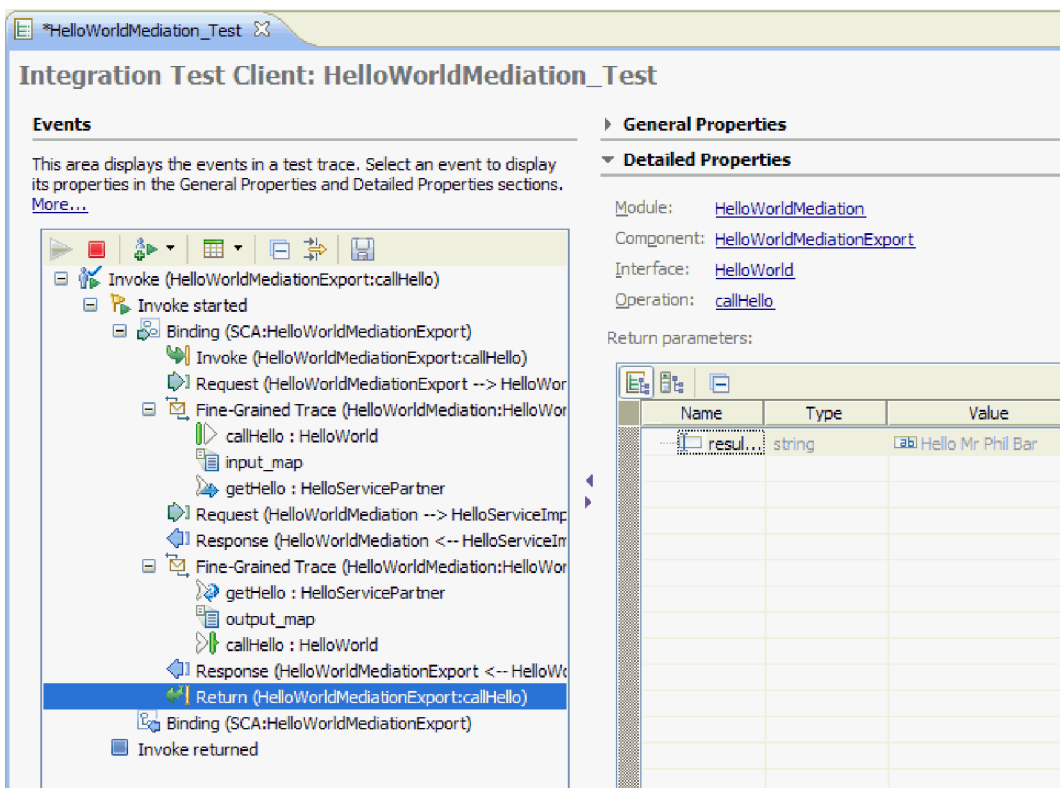 *HelloWorldMediation_Test
Integration Test Client: HelloWorldMediation_Test
Events
This area displays the events in a test trace. Select an event to display
its properties in the General Properties and Detailed Properties sections.
More...
Invoke (HelloWorldMediationExport:callHello)
Invoke started
Binding (SCA:HelloWorldMediationExport)
Invoke (HelloWorldMediationExport:callHello)
Request (HelloWorldMediationExport --> HelloWor
Fine-Grained Trace (HelloWorldMediation:HelloWor
callHello : HelloWorld
input_map
getHello : HelloServicePartner
Request (HelloWorldMediation --> HelloServiceImp
Response (HelloWorldMediation <-- HelloServiceIm
Fine-Grained Trace (HelloWorldMediation:HelloWor
getHello : HelloServicePartner
output_map
callHello : HelloWorld
Response (HelloWorldMediationExport <-- HelloWo
Return (HelloWorldMediationExport:callHello)
Binding (SCA:HelloWorldMediationExport)
Invoke returned
General Properties
Detailed Properties
Module: HelloWorldMediation
Component: HelloWorldMediationExport
Interface: HelloWorld
Operation: callHello
Return parameters:
Name Type Value
resul... string Hello Mr Phil Bar